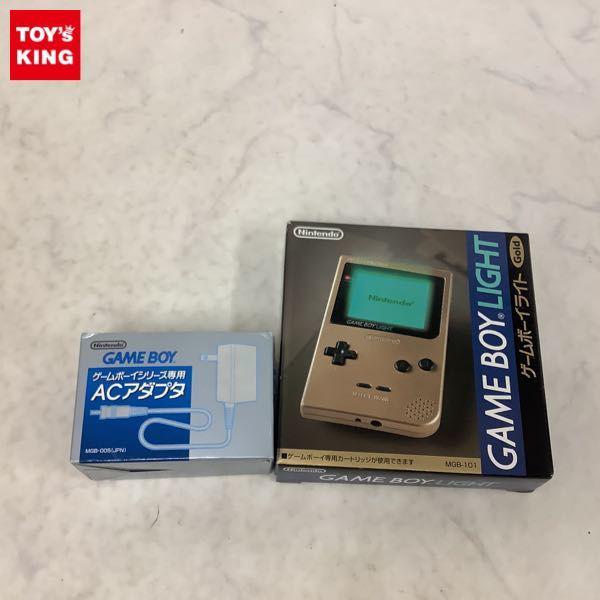 TOY'S
KING
Nintendo
GAME BOY
ゲームボーイシリーズ専用
ACアダプタ
MGB-005(JPN)
Nintendo
Nintendo
GAME BOY LIGHT
GAME BOY LIGHT
ゲームボーイライト Gold
■ゲームボーイ専用カートリッジが使用できます
MGB-101
Nintendo
GAME BOY LIGHT